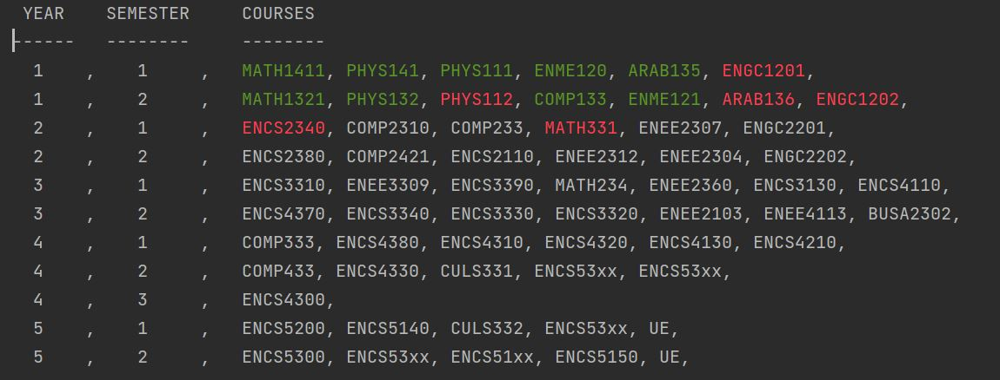 YEAR SEMESTER COURSES
------ -------- --------
1 , 1 , MATH1411, PHYS141, PHYS111, ENME120, ARAB135, ENGC1201,
1 , 2 , MATH1321, PHYS132, PHYS112, COMP133, ENME121, ARAB136, ENGC1202,
2 , 1 , ENCS2340, COMP2310, COMP233, MATH331, ENEE2307, ENGC2201,
2 , 2 , ENCS2380, COMP2421, ENCS2110, ENEE2312, ENEE2304, ENGC2202,
3 , 1 , ENCS3310, ENEE3309, ENCS3390, MATH234, ENEE2360, ENCS3130, ENCS4110,
3 , 2 , ENCS4370, ENCS3340, ENCS3330, ENCS3320, ENEE2103, ENEE4113, BUSA2302,
4 , 1 , COMP333, ENCS4380, ENCS4310, ENCS4320, ENCS4130, ENCS4210,
4 , 2 , COMP433, ENCS4330, CULS331, ENCS53xx, ENCS53xx,
4 , 3 , ENCS4300,
5 , 1 , ENCS5200, ENCS5140, CULS332, ENCS53xx, UE,
5 , 2 , ENCS5300, ENCS53xx, ENCS51xx, ENCS5150, UE,